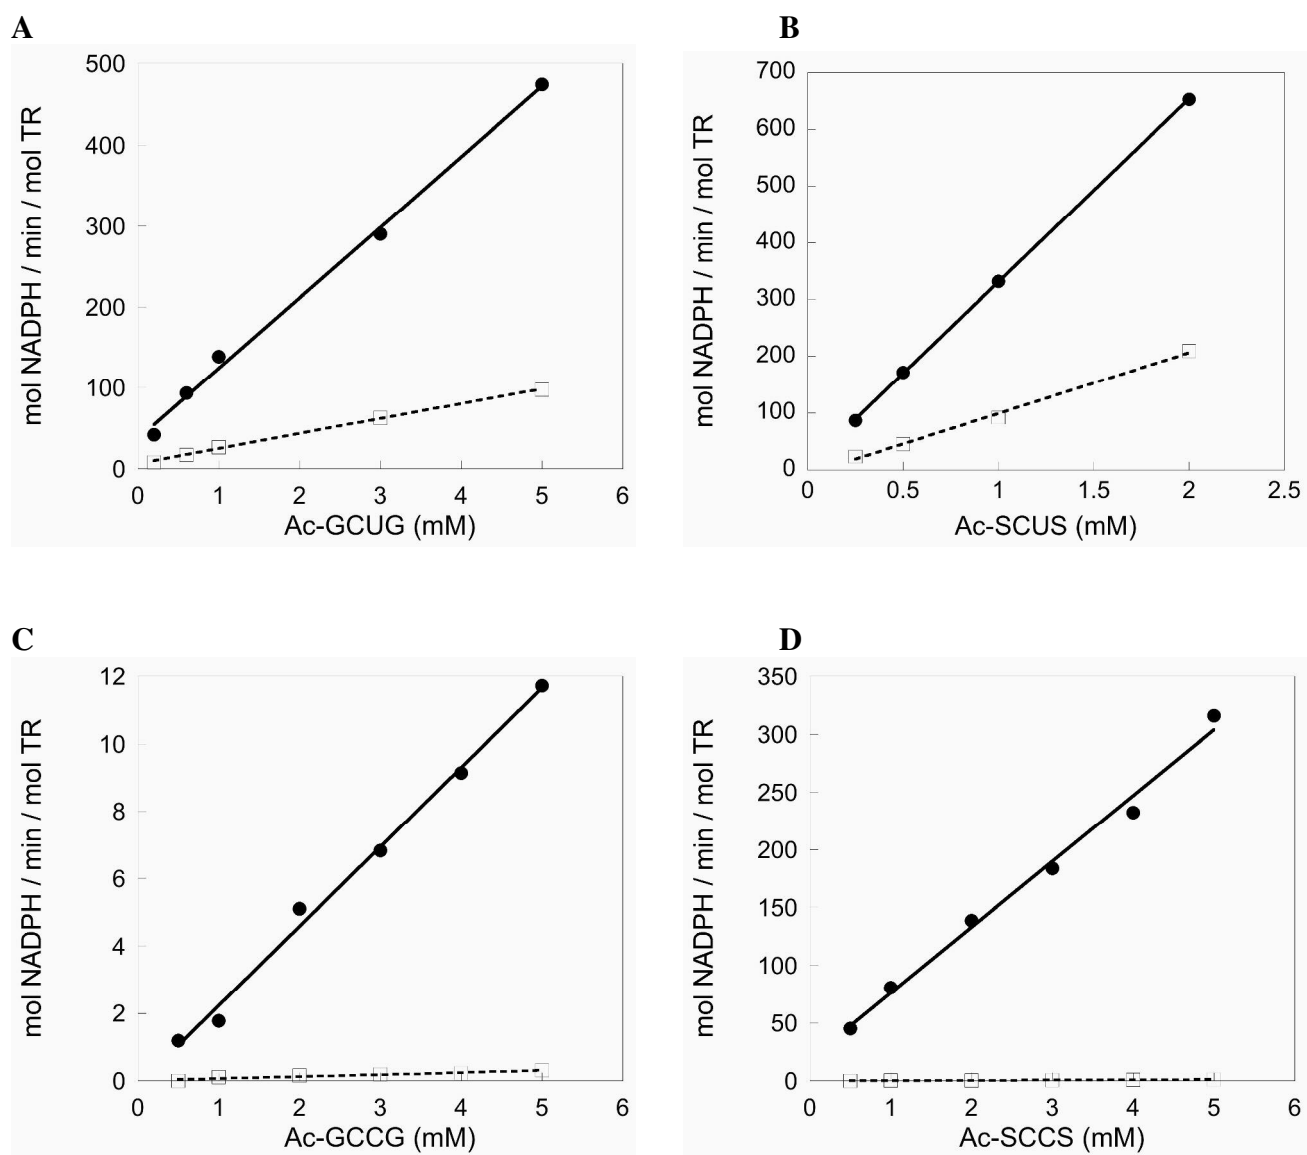 A
mol NADPH / min / mol TR
500
400
300
200
100
0
0 1 2 3 4 5 6
Ac-GCUG (mM)
B
mol NADPH / min / mol TR
700
600
500
400
300
200
100
0
0 0.5 1 1.5 2 2.5
Ac-SCUS (mM)
C
mol NADPH / min / mol TR
12
10
8
6
4
2
0
0 1 2 3 4 5 6
Ac-GCCG (mM)
D
mol NADPH / min / mol TR
350
300
250
200
150
100
50
0
0 1 2 3 4 5 6
Ac-SCCS (mM)